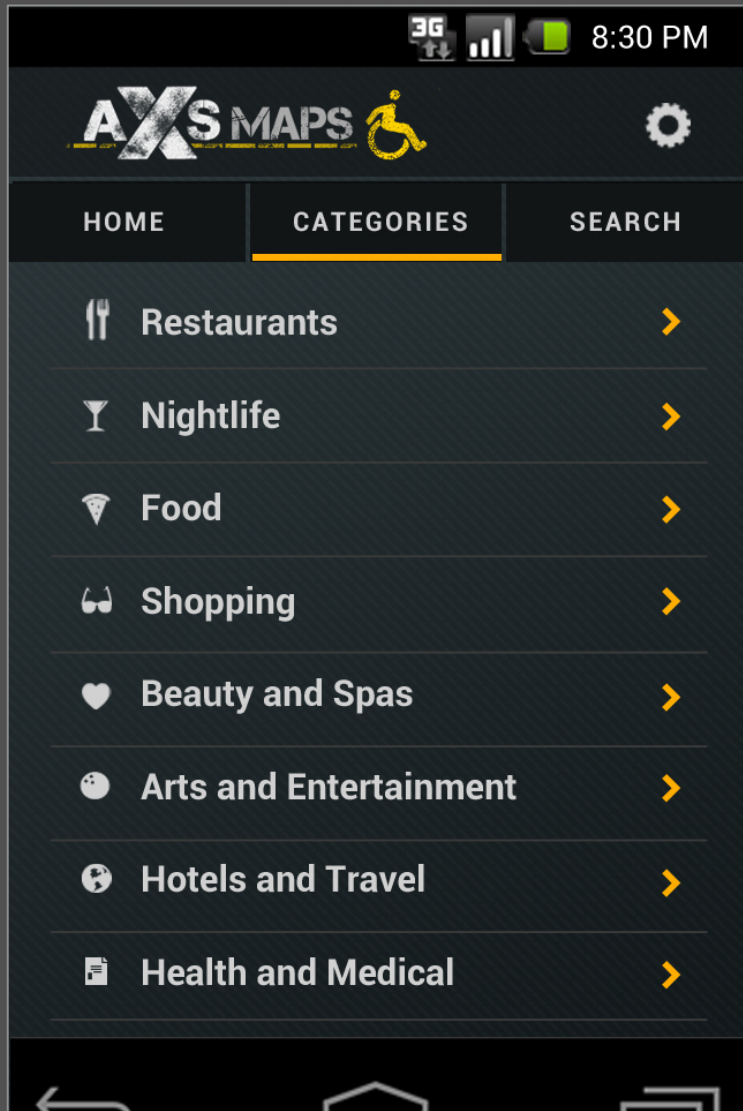 3G 8:30 PM
AXS MAPS
HOME CATEGORIES SEARCH
Restaurants
Nightlife
Food
Shopping
Beauty and Spas
Arts and Entertainment
Hotels and Travel
Health and Medical